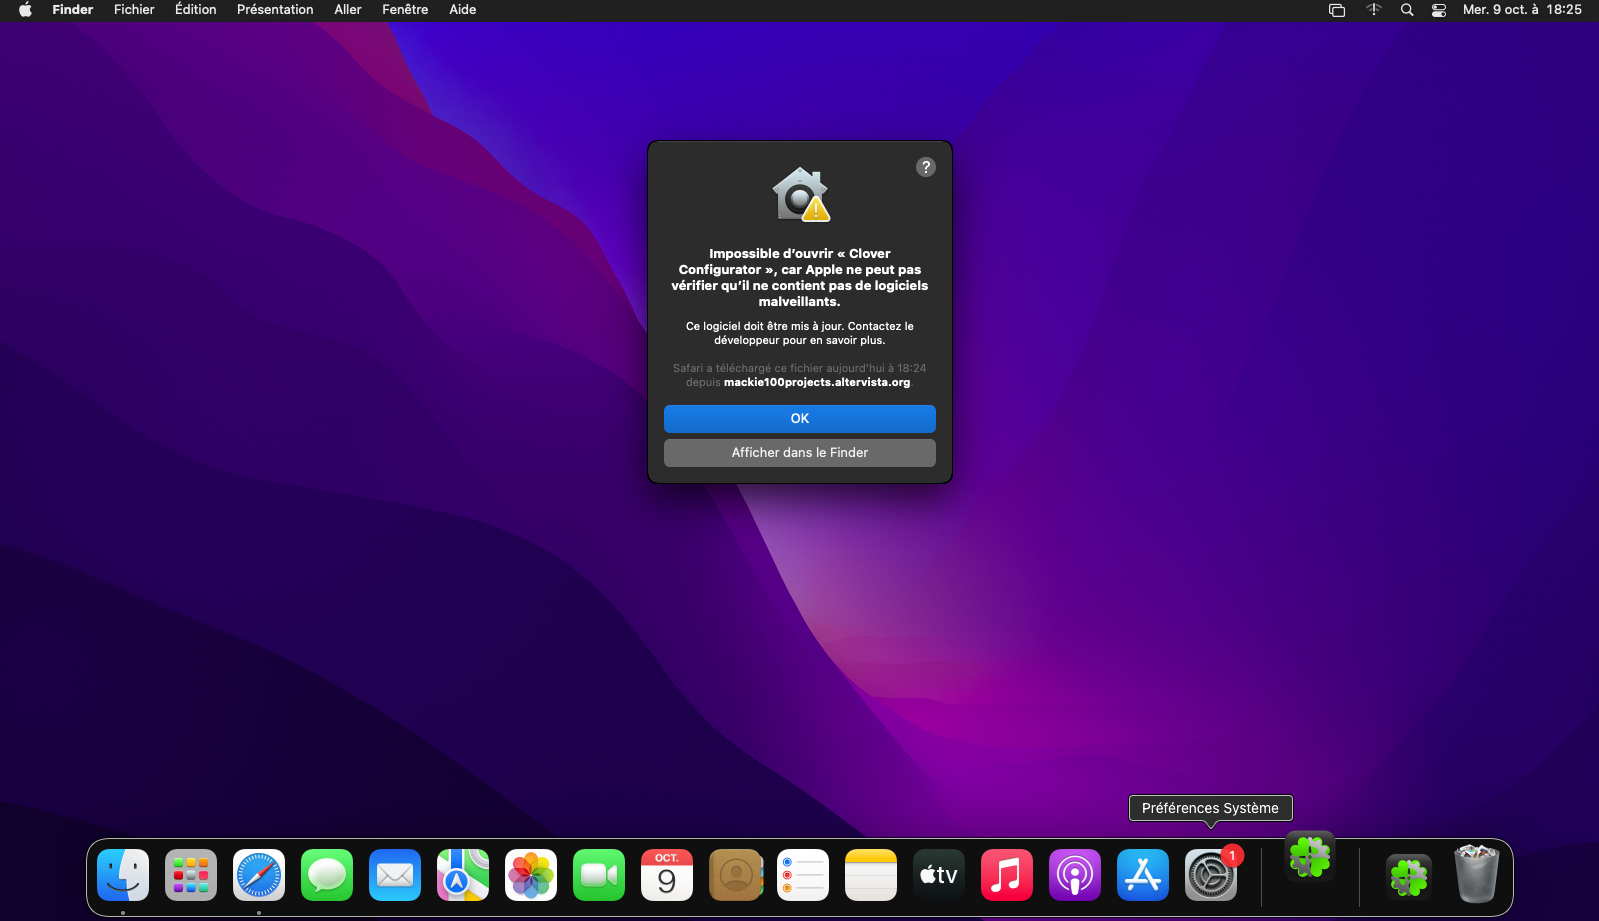 Finder Fichier Édition Présentation Aller Fenêtre Aide Mer. 9 oct. à 18:25
?
Impossible d’ouvrir « Clover
Configurator », car Apple ne peut pas
vérifier qu’il ne contient pas de logiciels
malveillants.
Ce logiciel doit être mis à jour. Contactez le
développeur pour en savoir plus.
Safari a téléchargé ce fichier aujourd’hui à 18:24
depuis mackie100projects.altervista.org.
OK
Afficher dans le Finder
Préférences Système
OCT.
9
tv
1